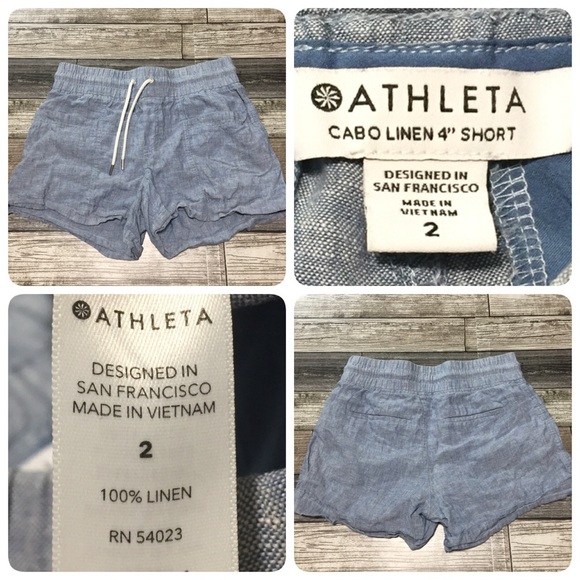 ATHLETA
CABO LINEN 4" SHORT
DESIGNED IN
SAN FRANCISCO
MADE IN
VIETNAM
2
ATHLETA
DESIGNED IN
SAN FRANCISCO
MADE IN VIETNAM
2
100% LINEN
RN 54023